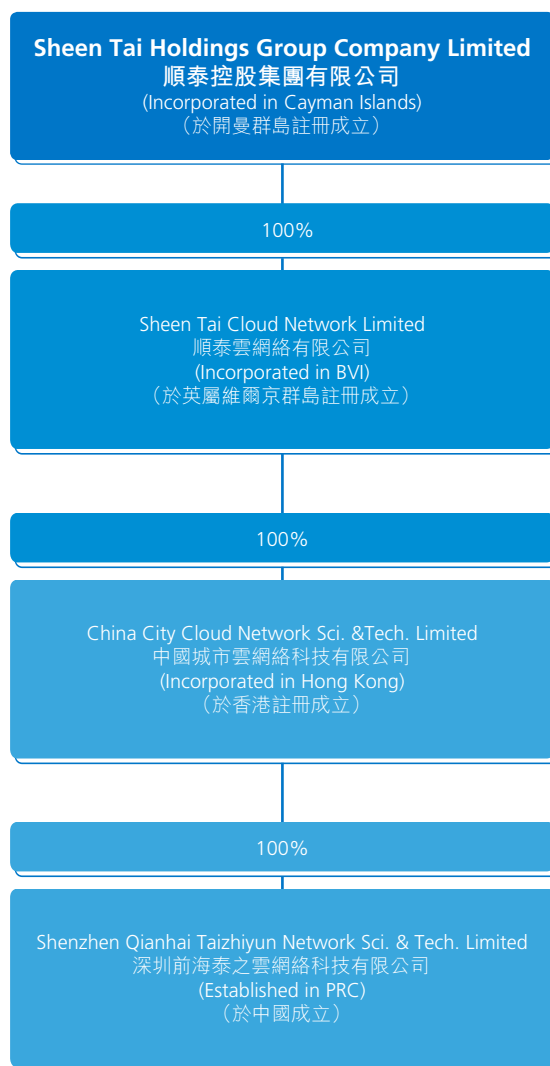 Sheen Tai Holdings Group Company Limited
順泰控股集團有限公司
(Incorporated in Cayman Islands)
（於開曼群島註冊成立）
100%
Sheen Tai Cloud Network Limited
順泰雲網絡有限公司
(Incorporated in BVI)
（於英屬維爾京群島註冊成立）
100%
China City Cloud Network Sci. &Tech. Limited
中國城市雲網絡科技有限公司
(Incorporated in Hong Kong)
（於香港註冊成立）
100%
Shenzhen Qianhai Taizhiyun Network Sci. & Tech. Limited
深圳前海泰之雲網絡科技有限公司
(Established in PRC)
（於中國成立）